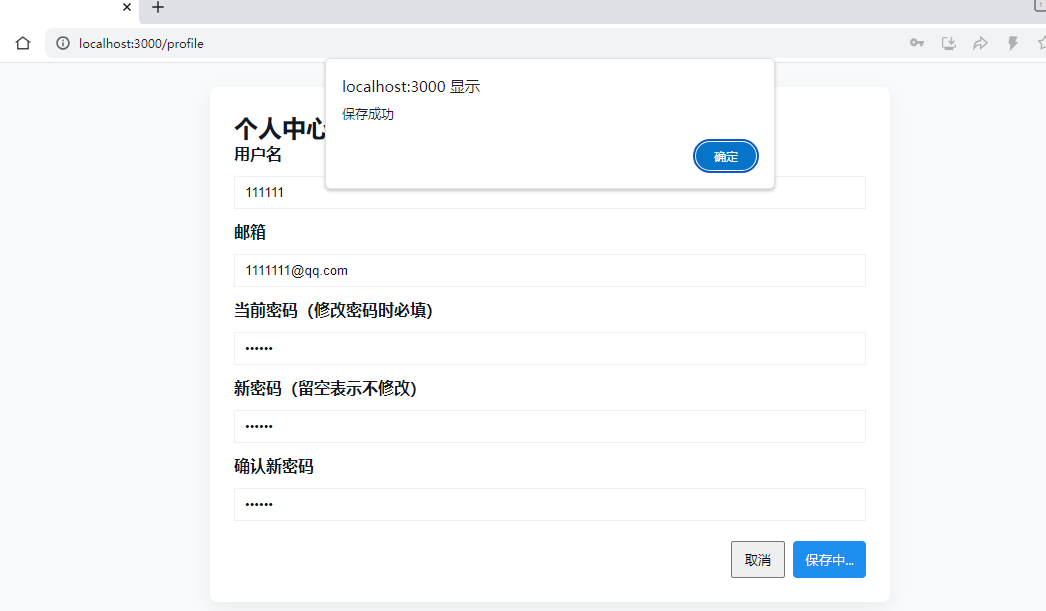 localhost:3000/profile
localhost:3000 显示
保存成功
确定
个人中心
用户名
111111
邮箱
1111111@qq.com
当前密码（修改密码时必填）
••••••
新密码（留空表示不修改）
••••••
确认新密码
••••••
取消
保存中...